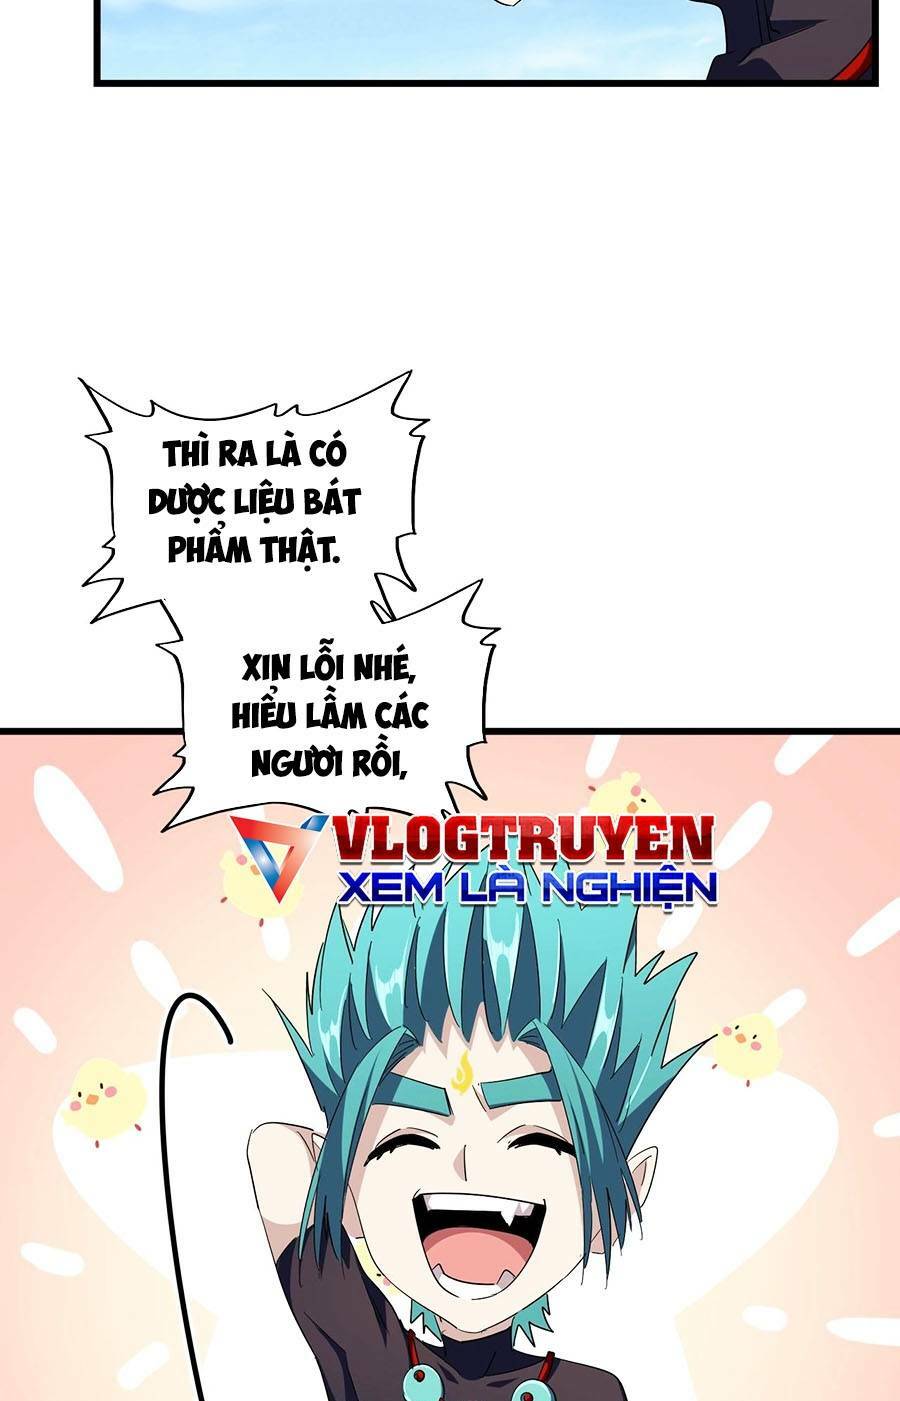 THÌ RA LÀ CÓ
DƯỢC LIỆU BÁT
PHẨM THẬT.
XIN LỖI NHÉ,
HIỂU LẦM CÁC
NGƯƠI RỒI,
VLOGTRUYEN
XEM LÀ NGHIỆN